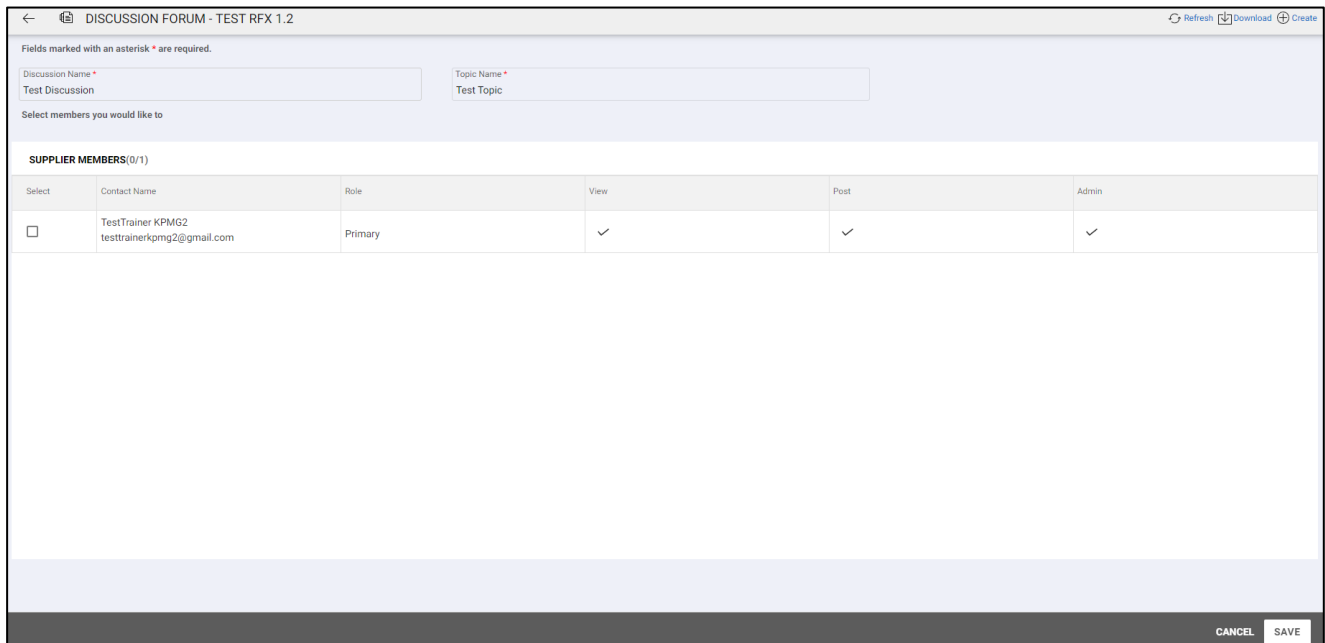 DISCUSSION FORUM - TEST RFX 1.2
Refresh Download Create
Fields marked with an asterisk * are required.
Discussion Name * Topic Name *
Test Discussion Test Topic
Select members you would like to
SUPPLIER MEMBERS(0/1)
Select Contact Name Role View Post Admin
TestTrainer KPMG2
testtrainerkpmg2@gmail.com
Primary
CANCEL SAVE